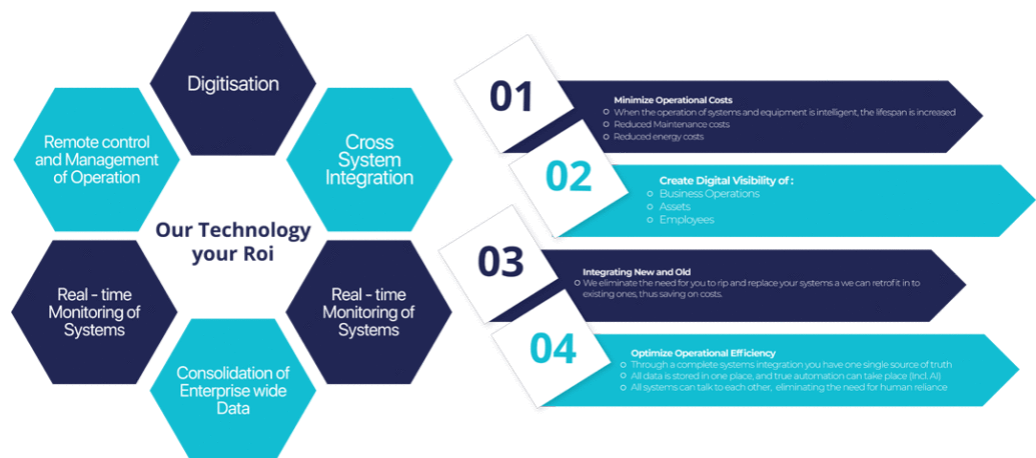 Digitisation
Remote control
and Management
of Operation
Cross
System
Integration
Our Technology
your Roi
Real - time
Monitoring of
Systems
Real - time
Monitoring of
Systems
Consolidation of
Enterprise wide
Data
01
Minimize Operational Costs
When the operation of systems and equipment is intelligent, the lifespan is increased
Reduced Maintenance costs
Reduced energy costs
02
Create Digital Visibility of :
Business Operations
Assets
Employees
03
Integrating New and Old
We eliminate the need for you to rip and replace your systems a we can retrofit in to
existing ones, thus saving on costs.
04
Optimize Operational Efficiency
Through a complete systems integration you have one single source of truth
All data is stored in one place, and true automation can take place (Incl. AI)
All systems can talk to each other, eliminating the need for human reliance